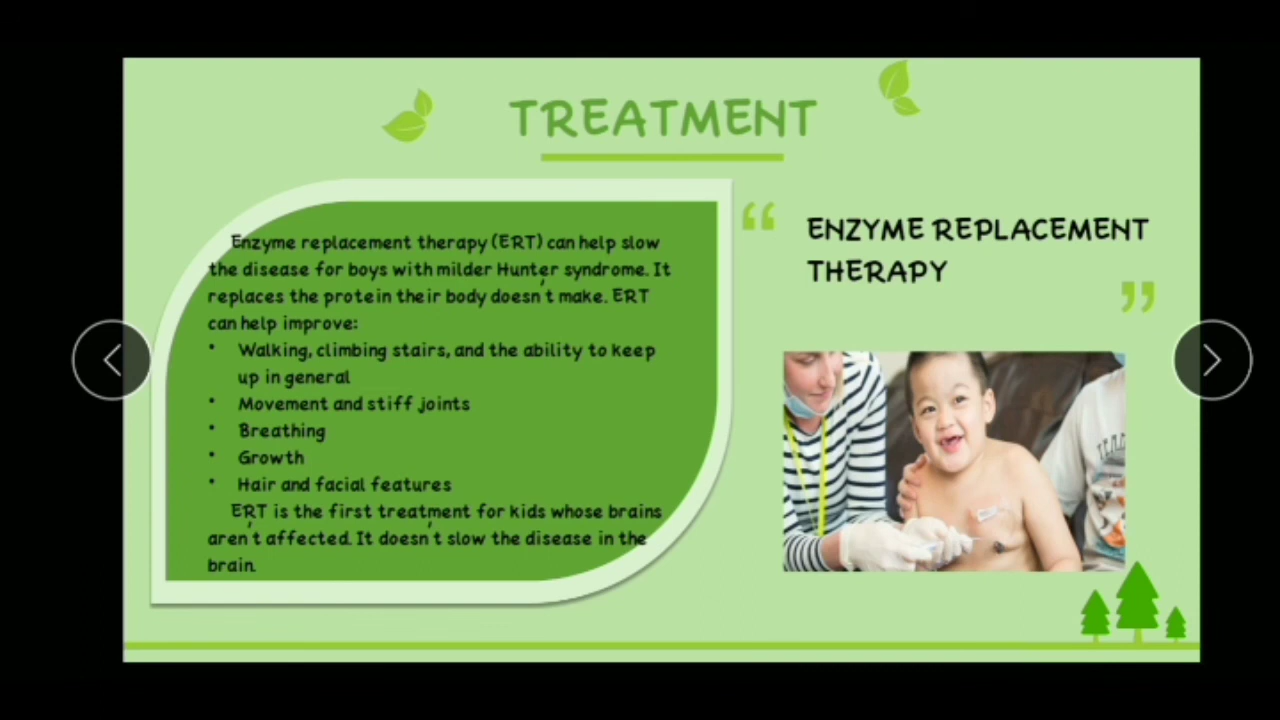 TREATMENT
Enzyme replacement therapy (ERT) can help slow
the disease for boys with milder Hunter syndrome. It
replaces the protein their body doesn't make. ERT
can help improve:
• Walking, climbing stairs, and the ability to keep
up in general
• Movement and stiff joints
• Breathing
• Growth
• Hair and facial features
ERT is the first treatment for kids whose brains
aren't affected. It doesn't slow the disease in the
brain.
“ENZYME REPLACEMENT
THERAPY”